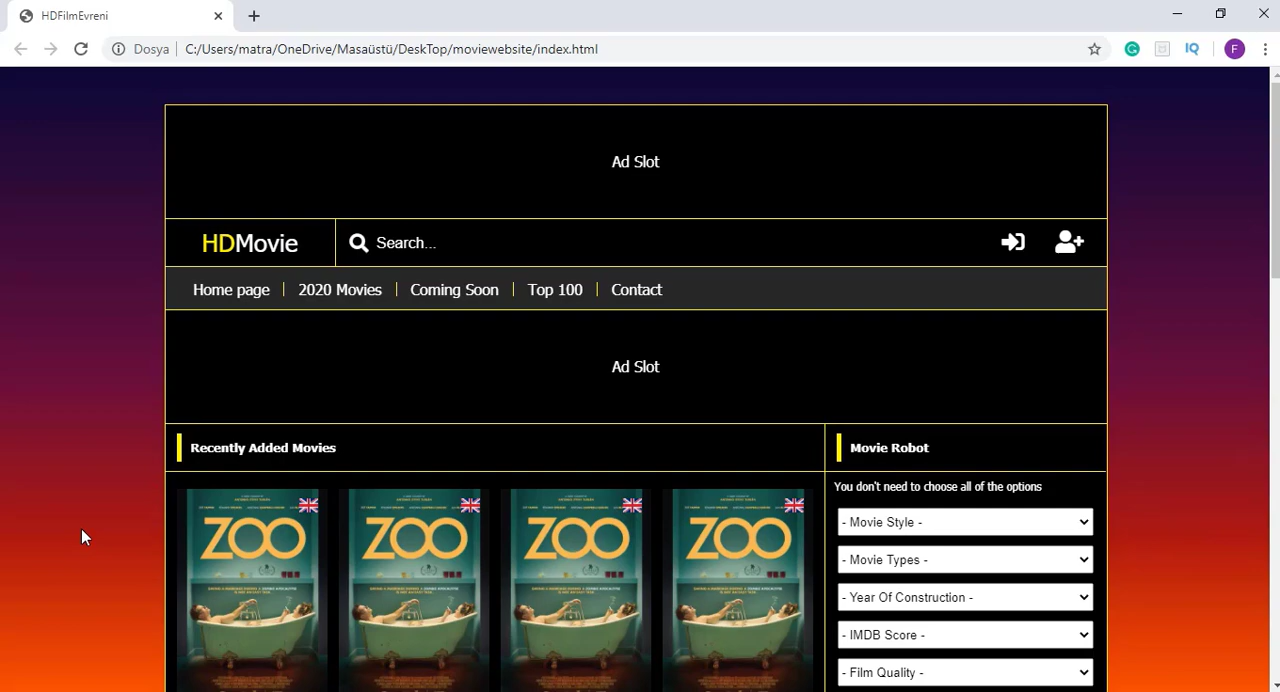 HDFilmEvreni
Dosya C:/Users/matra/OneDrive/Masaüstü/DeskTop/moviewebsite/index.html IQ F
Ad Slot
HDMovie Search...
Home page 2020 Movies Coming Soon Top 100 Contact
Ad Slot
Recently Added Movies Movie Robot
You don't need to choose all of the options
ZOO ZOO ZOO ZOO
- Movie Style -
- Movie Types -
- Year Of Construction -
- IMDB Score -
- Film Quality -